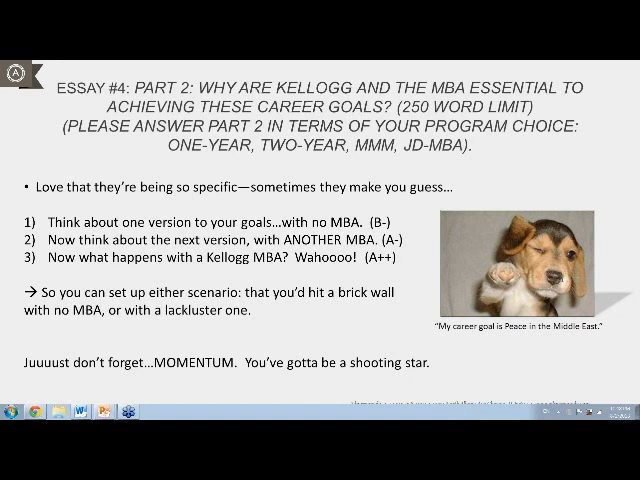 ESSAY #4: PART 2: WHY ARE KELLOGG AND THE MBA ESSENTIAL TO
ACHIEVING THESE CAREER GOALS? (250 WORD LIMIT)
(PLEASE ANSWER PART 2 IN TERMS OF YOUR PROGRAM CHOICE:
ONE-YEAR, TWO-YEAR, MMM, JD-MBA).
• Love that they're being so specific—sometimes they make you guess…
1) Think about one version to your goals…with no MBA. (B-)
2) Now think about the next version, with ANOTHER MBA. (A-)
3) Now what happens with a Kellogg MBA? Wahoooo! (A++)
→ So you can set up either scenario: that you'd hit a brick wall
with no MBA, or with a lackluster one.
"My career goal is Peace in the Middle East."
Juuuust don't forget…MOMENTUM. You've gotta be a shooting star.